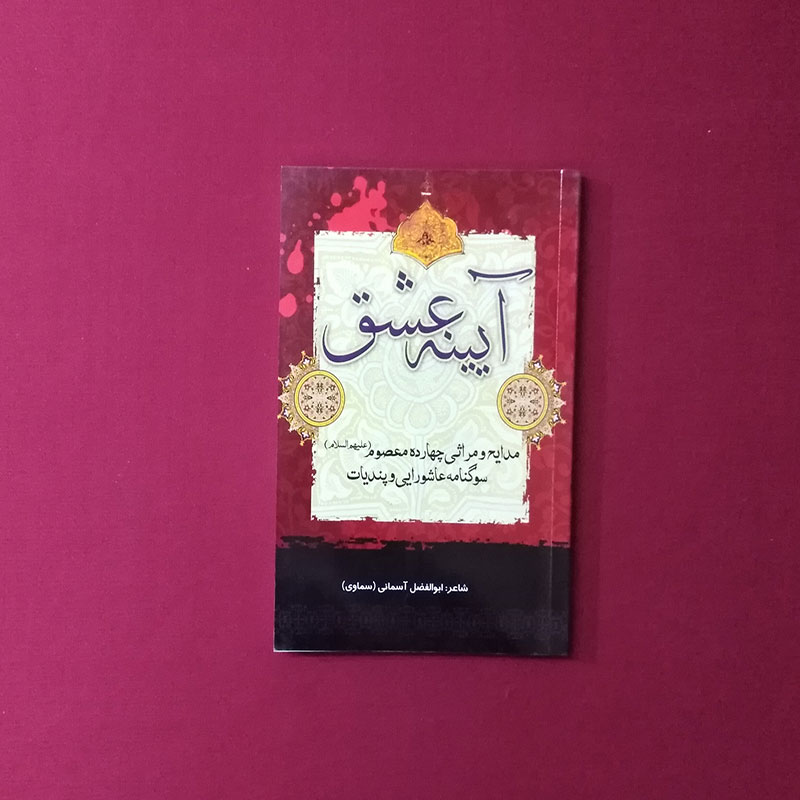 آیینه عشق
مدایح و مراثی چهارده معصوم (علیهم السلام)
سوگنامه عاشورایی و پندیات
شاعر: ابوالفضل آسمانی (سماوی)